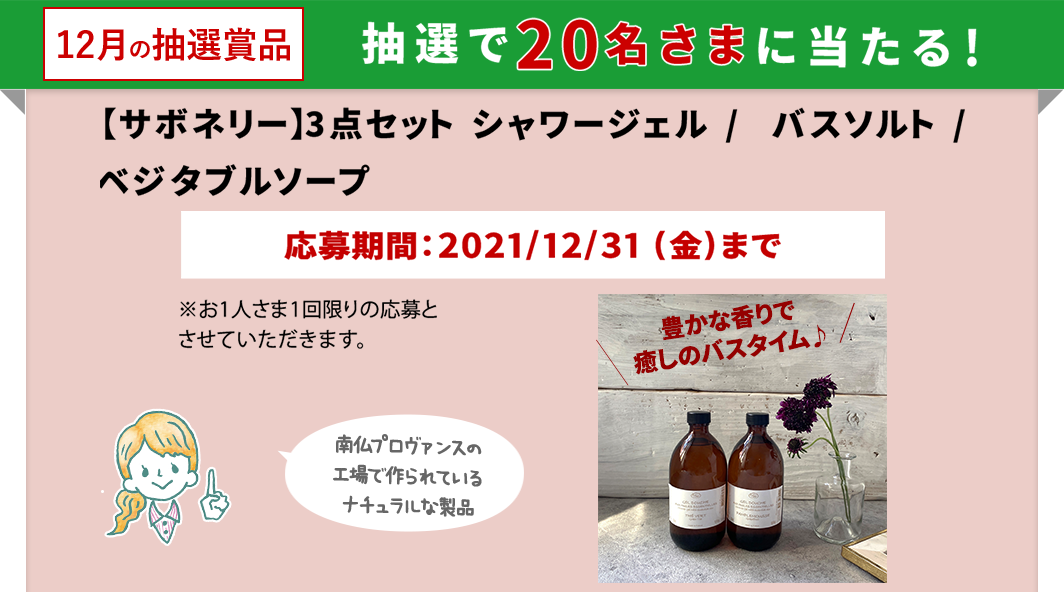 12月の抽選賞品
抽選で20名さまに当たる！
【サボネリー】3点セット シャワージェル / バスソルト /
ベジタブルソープ
応募期間：2021/12/31（金）まで
※お1人さま1回限りの応募と
させていただきます。
豊かな香りで
癒しのバスタイム♪
南仏プロヴァンスの
工場で作られている
ナチュラルな製品
GEL DOUCHE
GEL DOUCHE